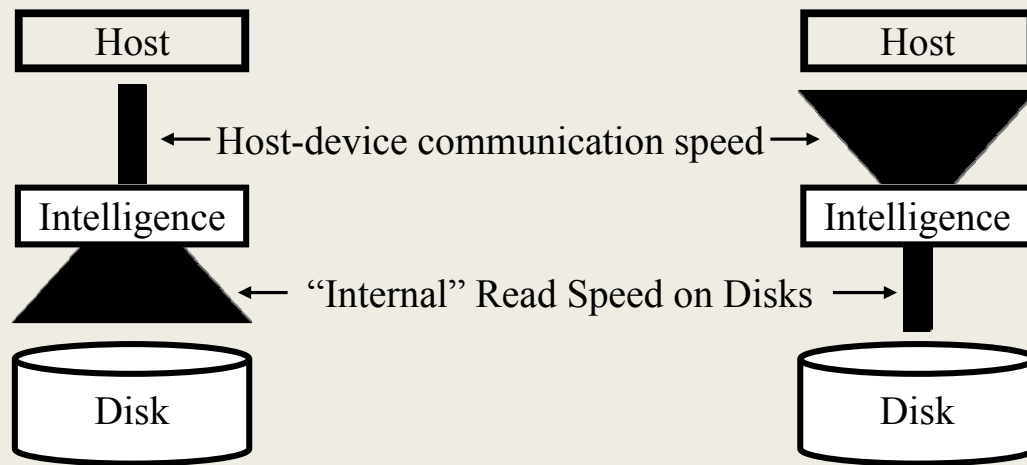 Host
Host
Host-device communication speed
Intelligence
Intelligence
“Internal” Read Speed on Disks
Disk
Disk